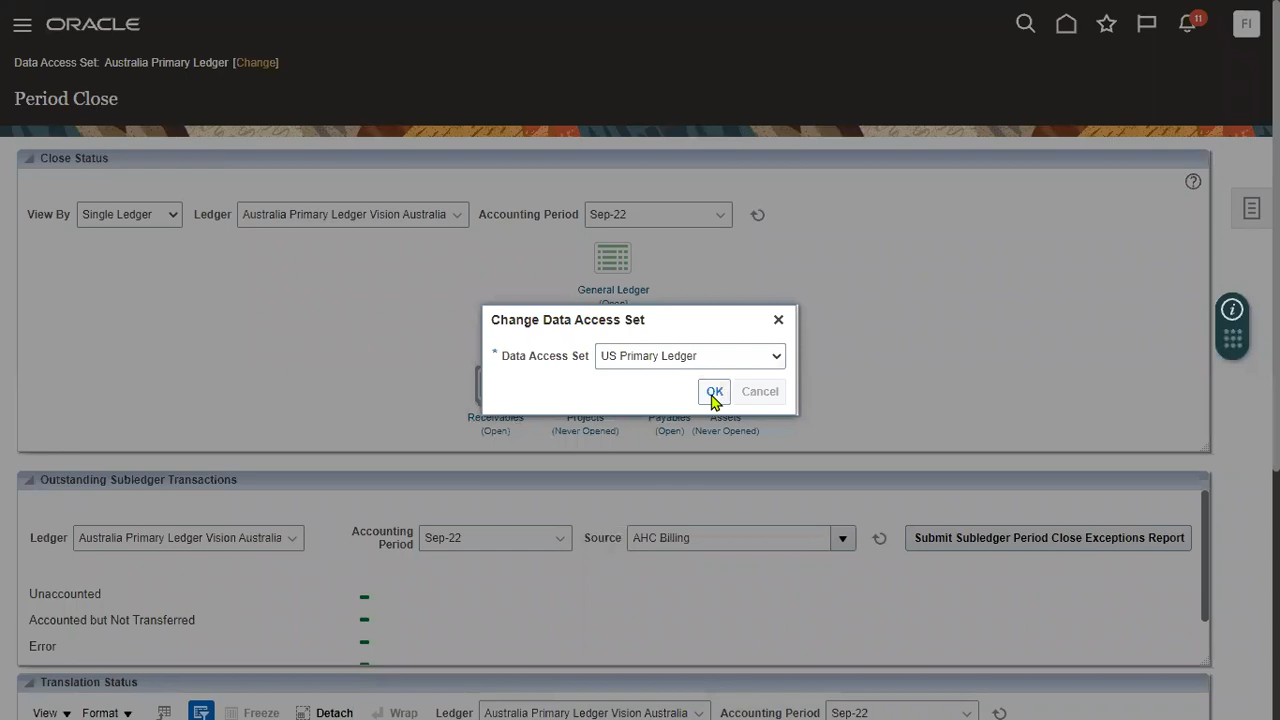 ORACLE
11
FI
Data Access Set: Australia Primary Ledger [Change]
Period Close
Close Status
View By Single Ledger Ledger Australia Primary Ledger Vision Australia Accounting Period Sep-22
General Ledger
(Open)
Change Data Access Set
* Data Access Set US Primary Ledger
OK Cancel
Receivables Projects Payables Assets
(Open) (Never Opened) (Open) (Never Opened)
Outstanding Subledger Transactions
Ledger Australia Primary Ledger Vision Australia Accounting Period Sep-22 Source AHC Billing Submit Subledger Period Close Exceptions Report
Unaccounted
Accounted but Not Transferred
Error
Translation Status
View Format Freeze Detach Wrap Ledger Australia Primary Ledger Vision Australia Accounting Period Sep-22